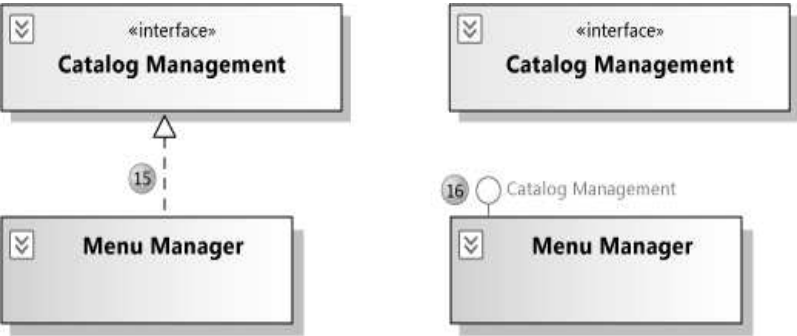 «interface»
Catalog Management
15
Menu Manager
«interface»
Catalog Management
16 Catalog Management
Menu Manager